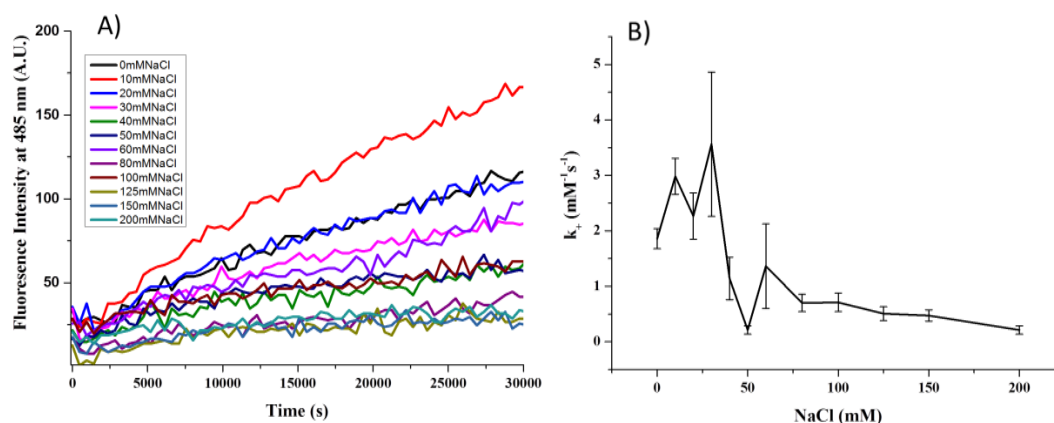 A)
Fluorescence Intensity at 485 nm (A.U.)
200
150
100
50
0mMNaCl
10mMNaCl
20mMNaCl
30mMNaCl
40mMNaCl
50mMNaCl
60mMNaCl
80mMNaCl
100mMNaCl
125mMNaCl
150mMNaCl
200mMNaCl
0 5000 10000 15000 20000 25000 30000
Time (s)
B)
k+ (mM-1s-1)
5
4
3
2
1
0
0 50 100 150 200
NaCl (mM)